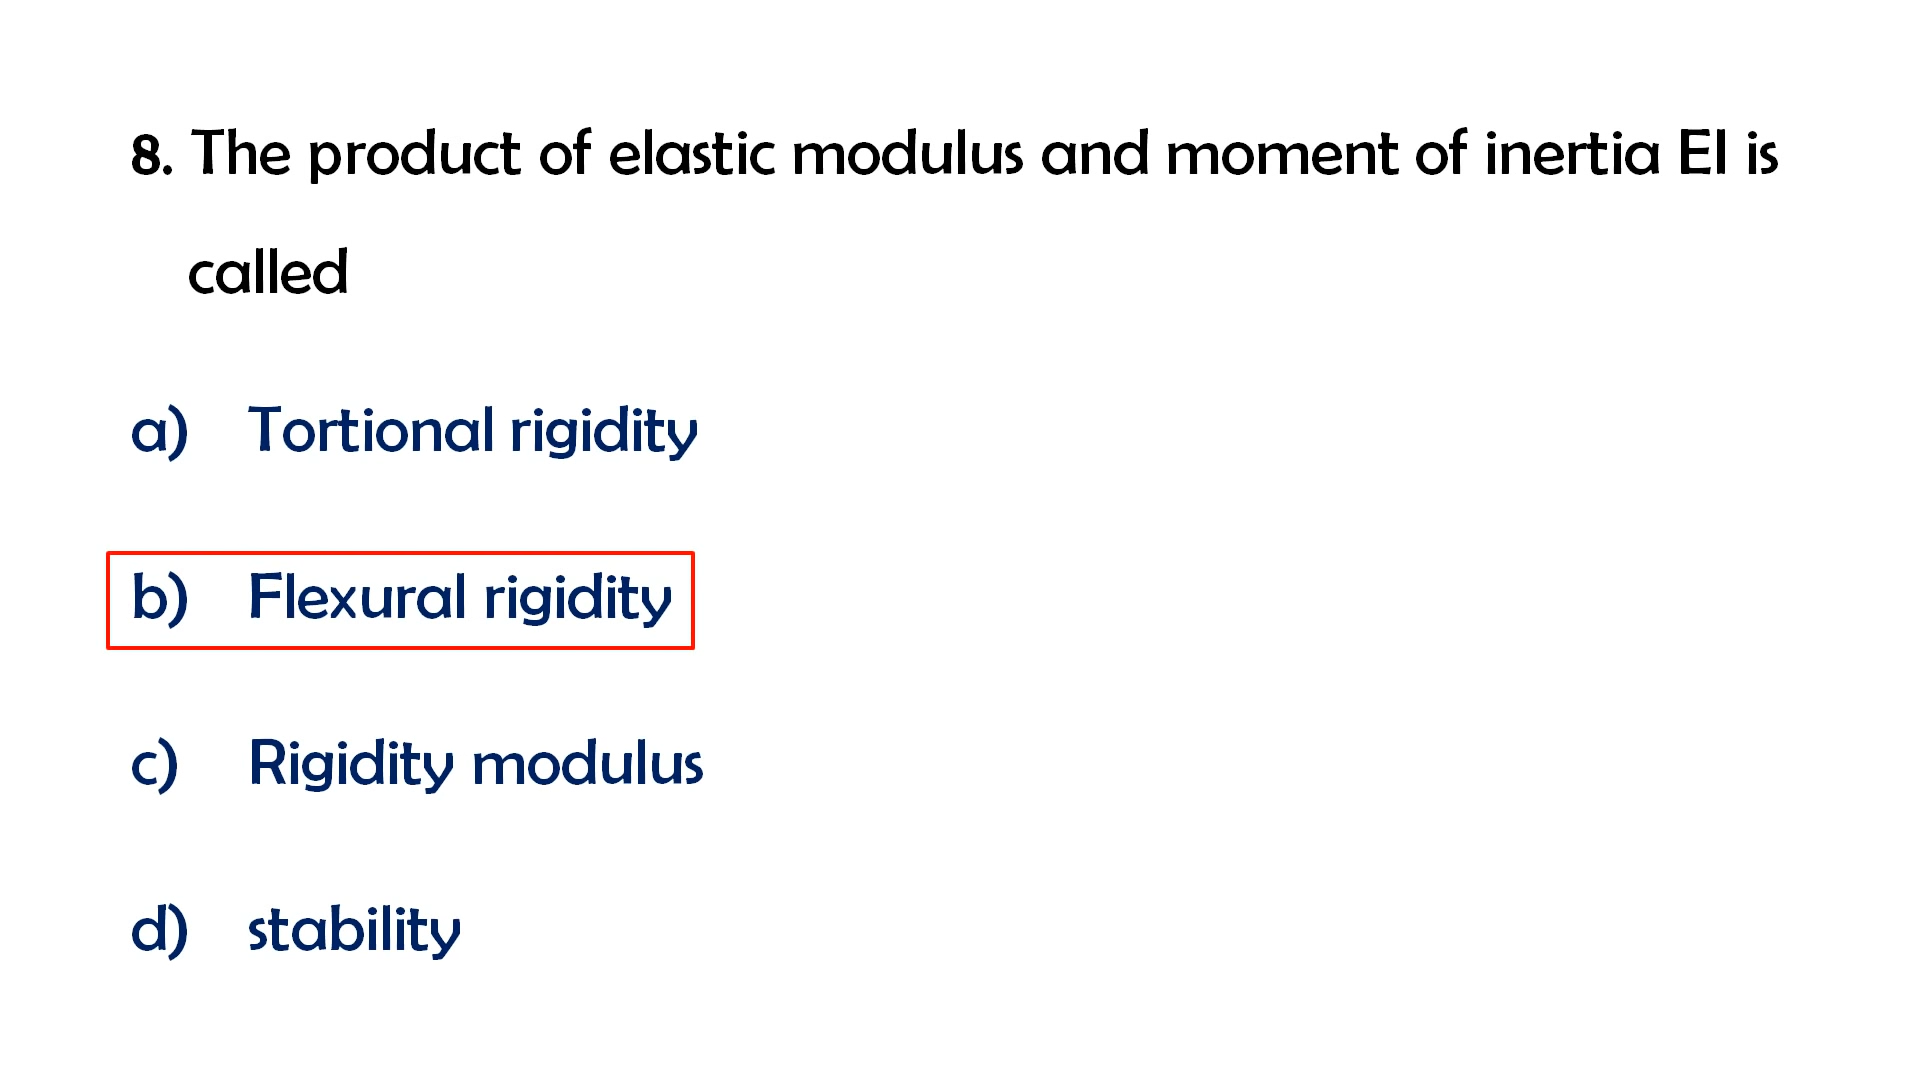 8. The product of elastic modulus and moment of inertia EI is
called
a) Tortional rigidity
b) Flexural rigidity
c) Rigidity modulus
d) stability